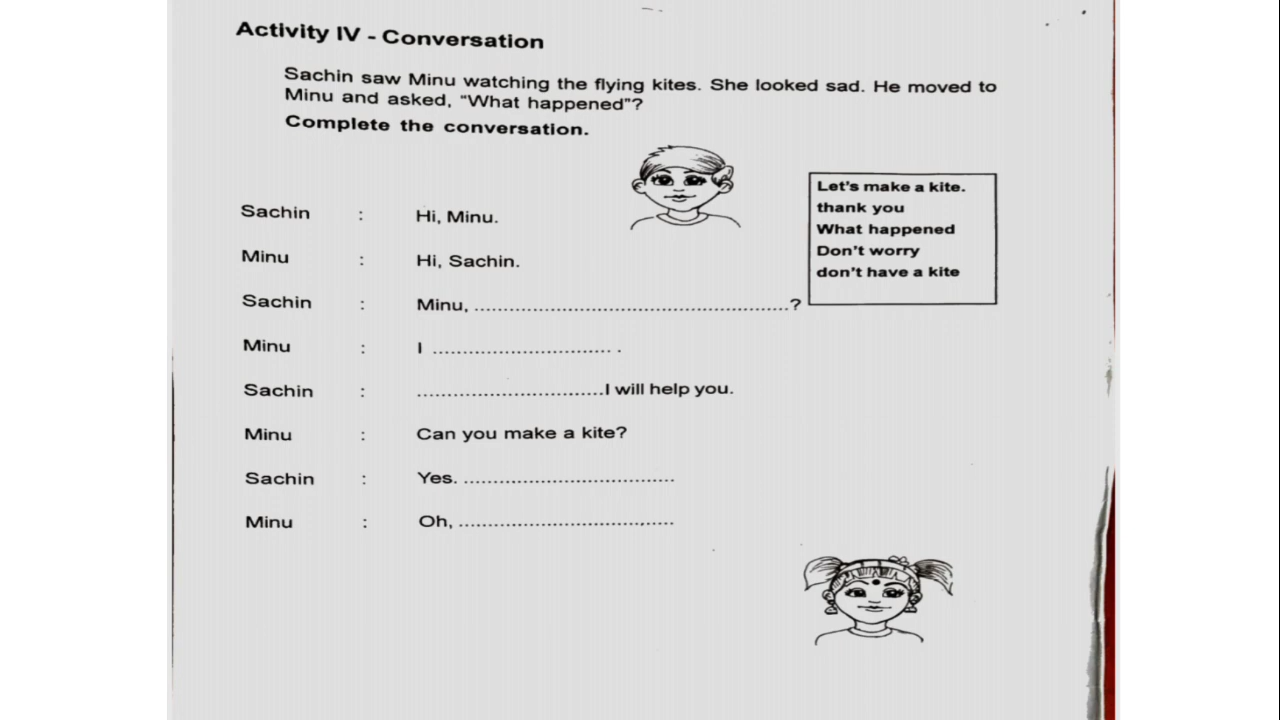 Activity IV - Conversation
Sachin saw Minu watching the flying kites. She looked sad. He moved to
Minu and asked, "What happened"?
Complete the conversation.
Let's make a kite.
thank you
What happened
Don't worry
don't have a kite
Sachin : Hi, Minu.
Minu : Hi, Sachin.
Sachin : Minu, ......................................................?
Minu : I ............................... .
Sachin : ................................I will help you.
Minu : Can you make a kite?
Sachin : Yes. ....................................
Minu : Oh, .....................................